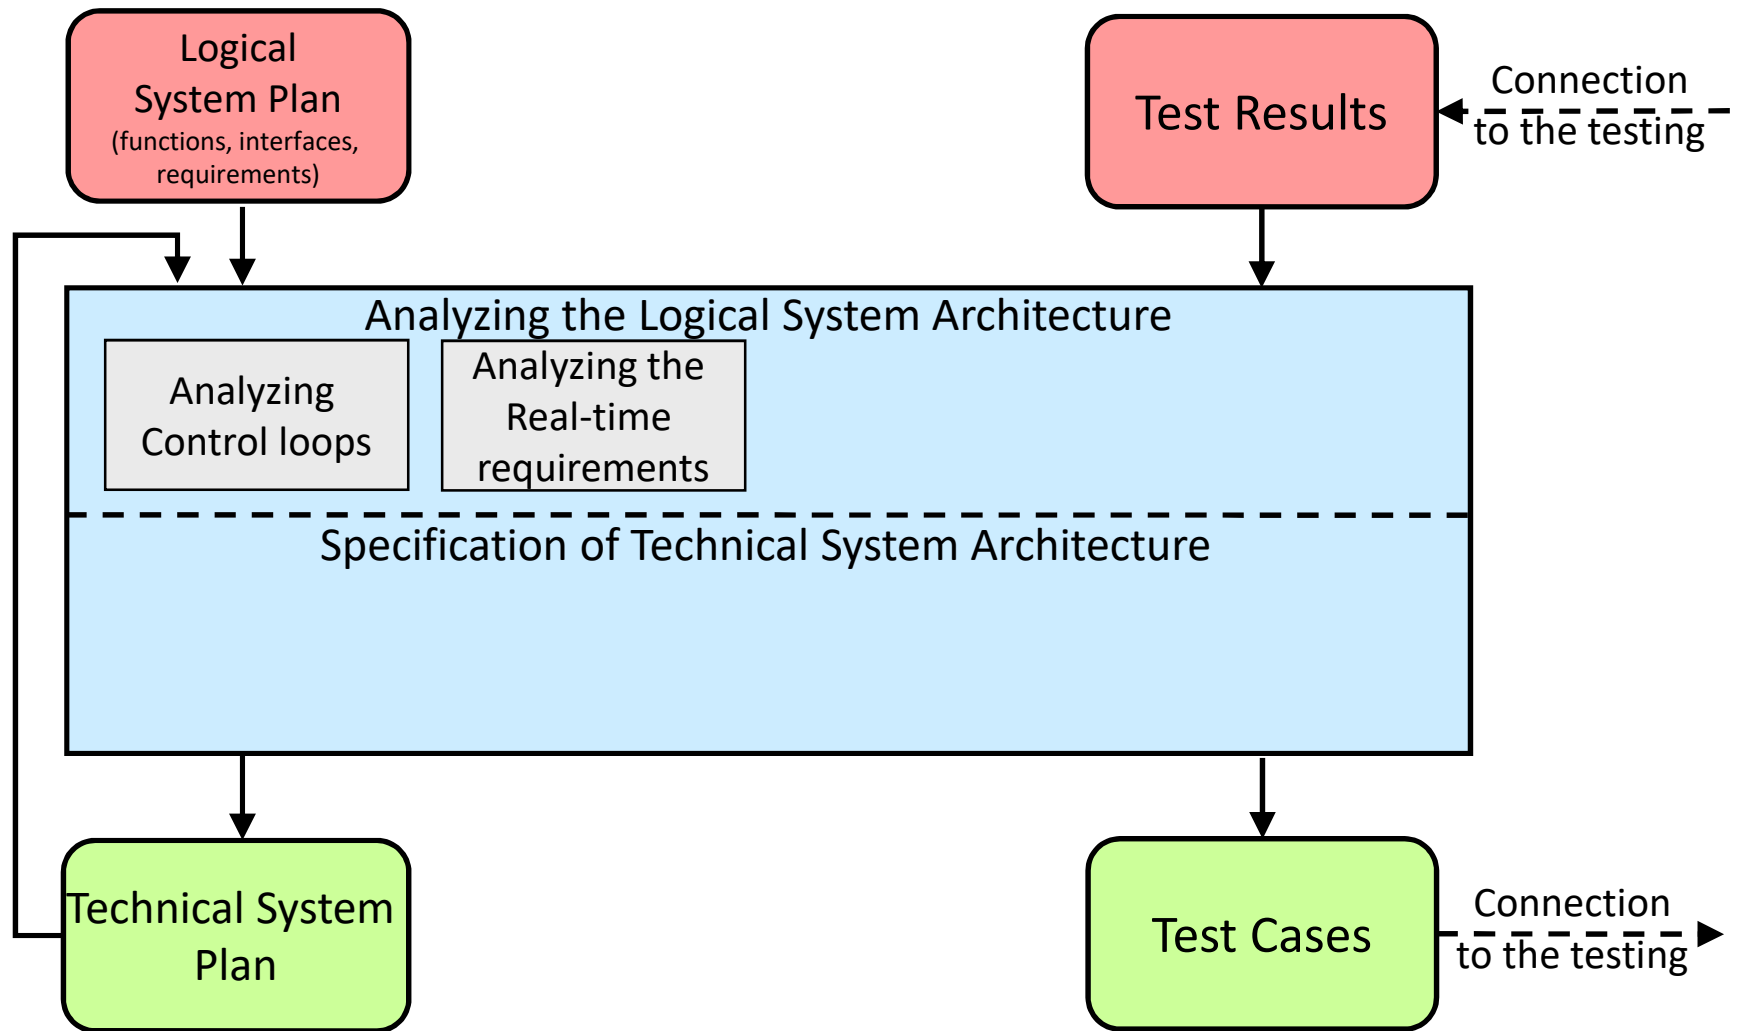 Logical
System Plan
(functions, interfaces,
requirements)
Test Results
Connection
to the testing
Analyzing the Logical System Architecture
Analyzing
Control loops
Analyzing the
Real-time
requirements
Specification of Technical System Architecture
Technical System
Plan
Test Cases
Connection
to the testing